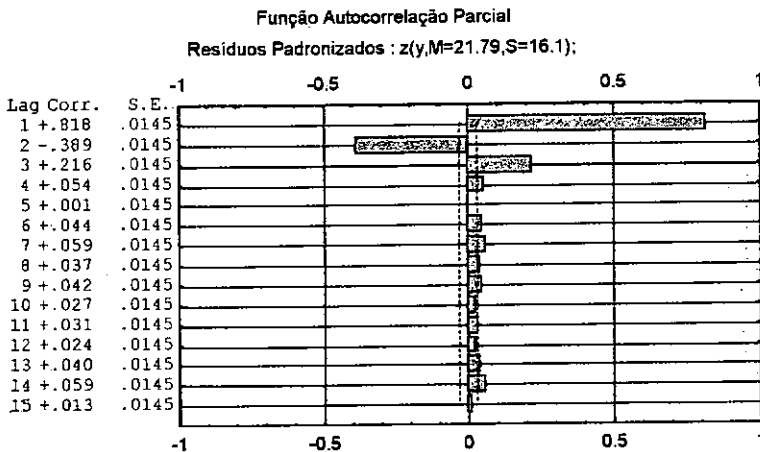 Função Autocorrelação Parcial
Resíduos Padronizados : z(y,M=21.79,S=16.1);
-1 -0.5 0 0.5 1
Lag Corr. S.E.
1 +.818 .0145
2 -.389 .0145
3 +.216 .0145
4 +.054 .0145
5 +.001 .0145
6 +.044 .0145
7 +.059 .0145
8 +.037 .0145
9 +.042 .0145
10 +.027 .0145
11 +.031 .0145
12 +.024 .0145
13 +.040 .0145
14 +.059 .0145
15 +.013 .0145
-1 -0.5 0 0.5 1